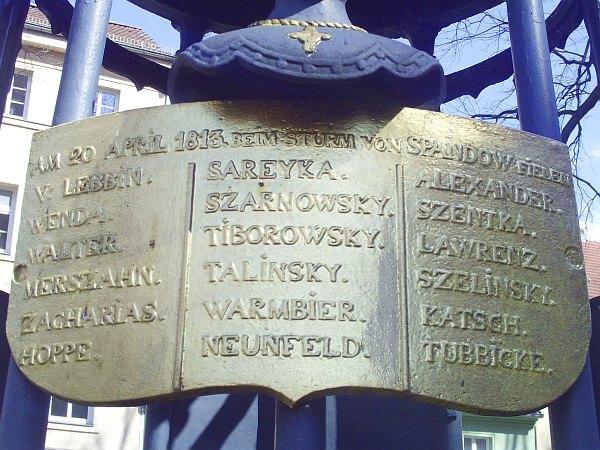 AM 20 APRIL 1813. BEIM STURM VON SPANDOW FIELEN
V. LEBBIN.
WENDA.
WALTER.
MERSZAHN.
ZACHARIAS.
HOPPE.
SAREYKA.
SZARNOWSKY.
TIBOROWSKY.
TALINSKY.
WARMBIER.
NEUNFELD.
ALEXANDER.
SZENTKA.
LAWRENZ.
SZELINSKY.
KATSCH.
TUBBICKE.